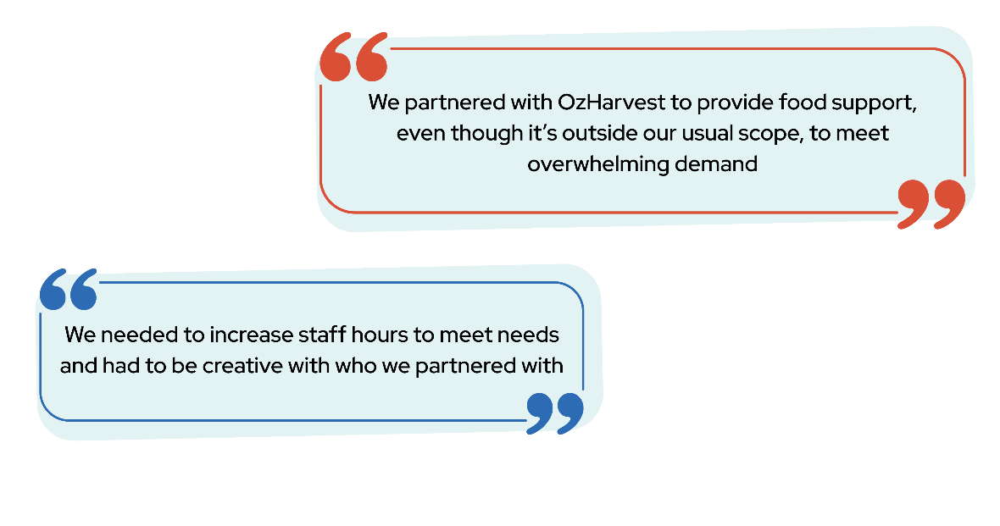 We partnered with OzHarvest to provide food support,
even though it’s outside our usual scope, to meet
overwhelming demand
We needed to increase staff hours to meet needs
and had to be creative with who we partnered with